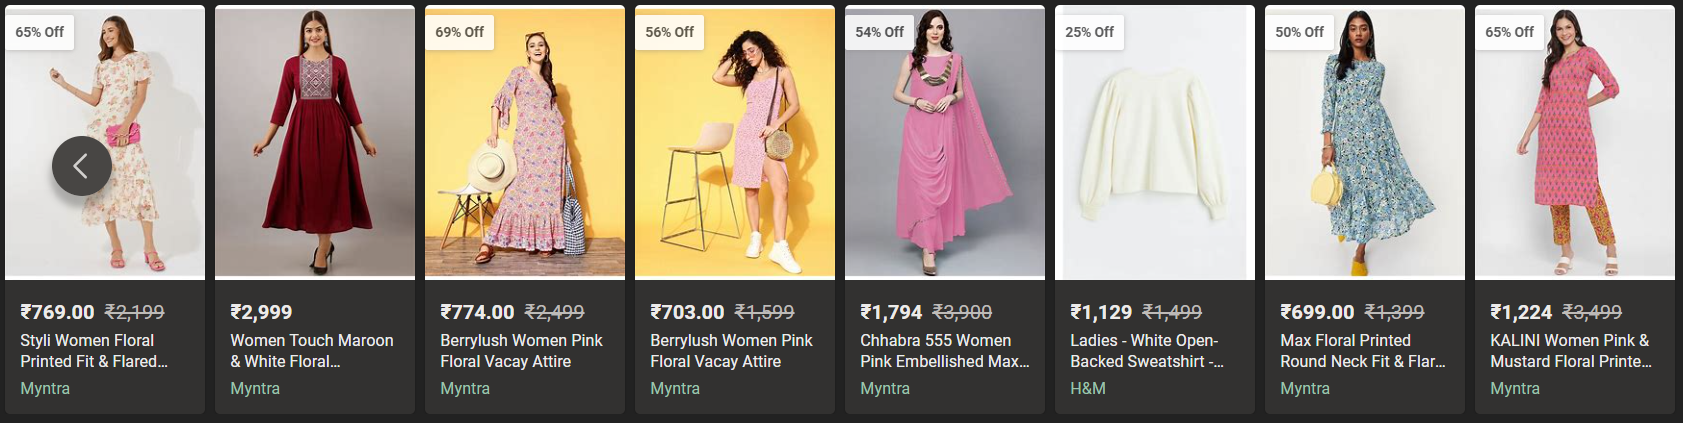 65% Off
₹769.00 ₹2,199
Styli Women Floral
Printed Fit & Flared...
Myntra
₹2,999
Women Touch Maroon
& White Floral...
Myntra
69% Off
₹774.00 ₹2,499
Berrylush Women Pink
Floral Vacay Attire
Myntra
56% Off
₹703.00 ₹1,599
Berrylush Women Pink
Floral Vacay Attire
Myntra
54% Off
₹1,794 ₹3,900
Chhabra 555 Women
Pink Embellished Max...
Myntra
25% Off
₹1,129 ₹1,499
Ladies - White Open-
Backed Sweatshirt -...
H&M
50% Off
₹699.00 ₹1,399
Max Floral Printed
Round Neck Fit & Flar...
Myntra
65% Off
₹1,224 ₹3,499
KALINI Women Pink &
Mustard Floral Printe...
Myntra